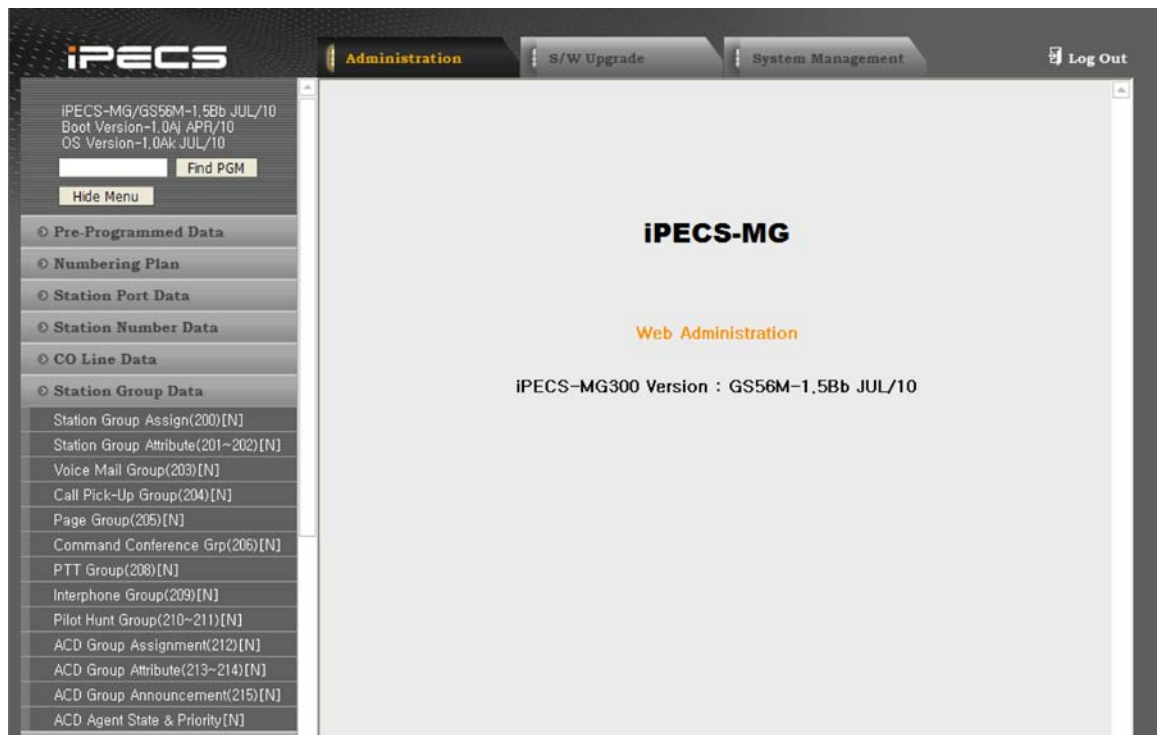 iPECS
Administration
S/W Upgrade
System Management
Log Out
iPECS-MG/GS56M-1.5Bb JUL/10
Boot Version-1.0Aj APR/10
OS Version-1.0Ak JUL/10
Find PGM
Hide Menu
Pre-Programmed Data
Numbering Plan
Station Port Data
Station Number Data
CO Line Data
Station Group Data
Station Group Assign(200)[N]
Station Group Attribute(201~202)[N]
Voice Mail Group(203)[N]
Call Pick-Up Group(204)[N]
Page Group(205)[N]
Command Conference Grp(206)[N]
PTT Group(208)[N]
Interphone Group(209)[N]
Pilot Hunt Group(210~211)[N]
ACD Group Assignment(212)[N]
ACD Group Attribute(213~214)[N]
ACD Group Announcement(215)[N]
ACD Agent State & Priority[N]
iPECS-MG
Web Administration
iPECS-MG300 Version : GS56M-1.5Bb JUL/10